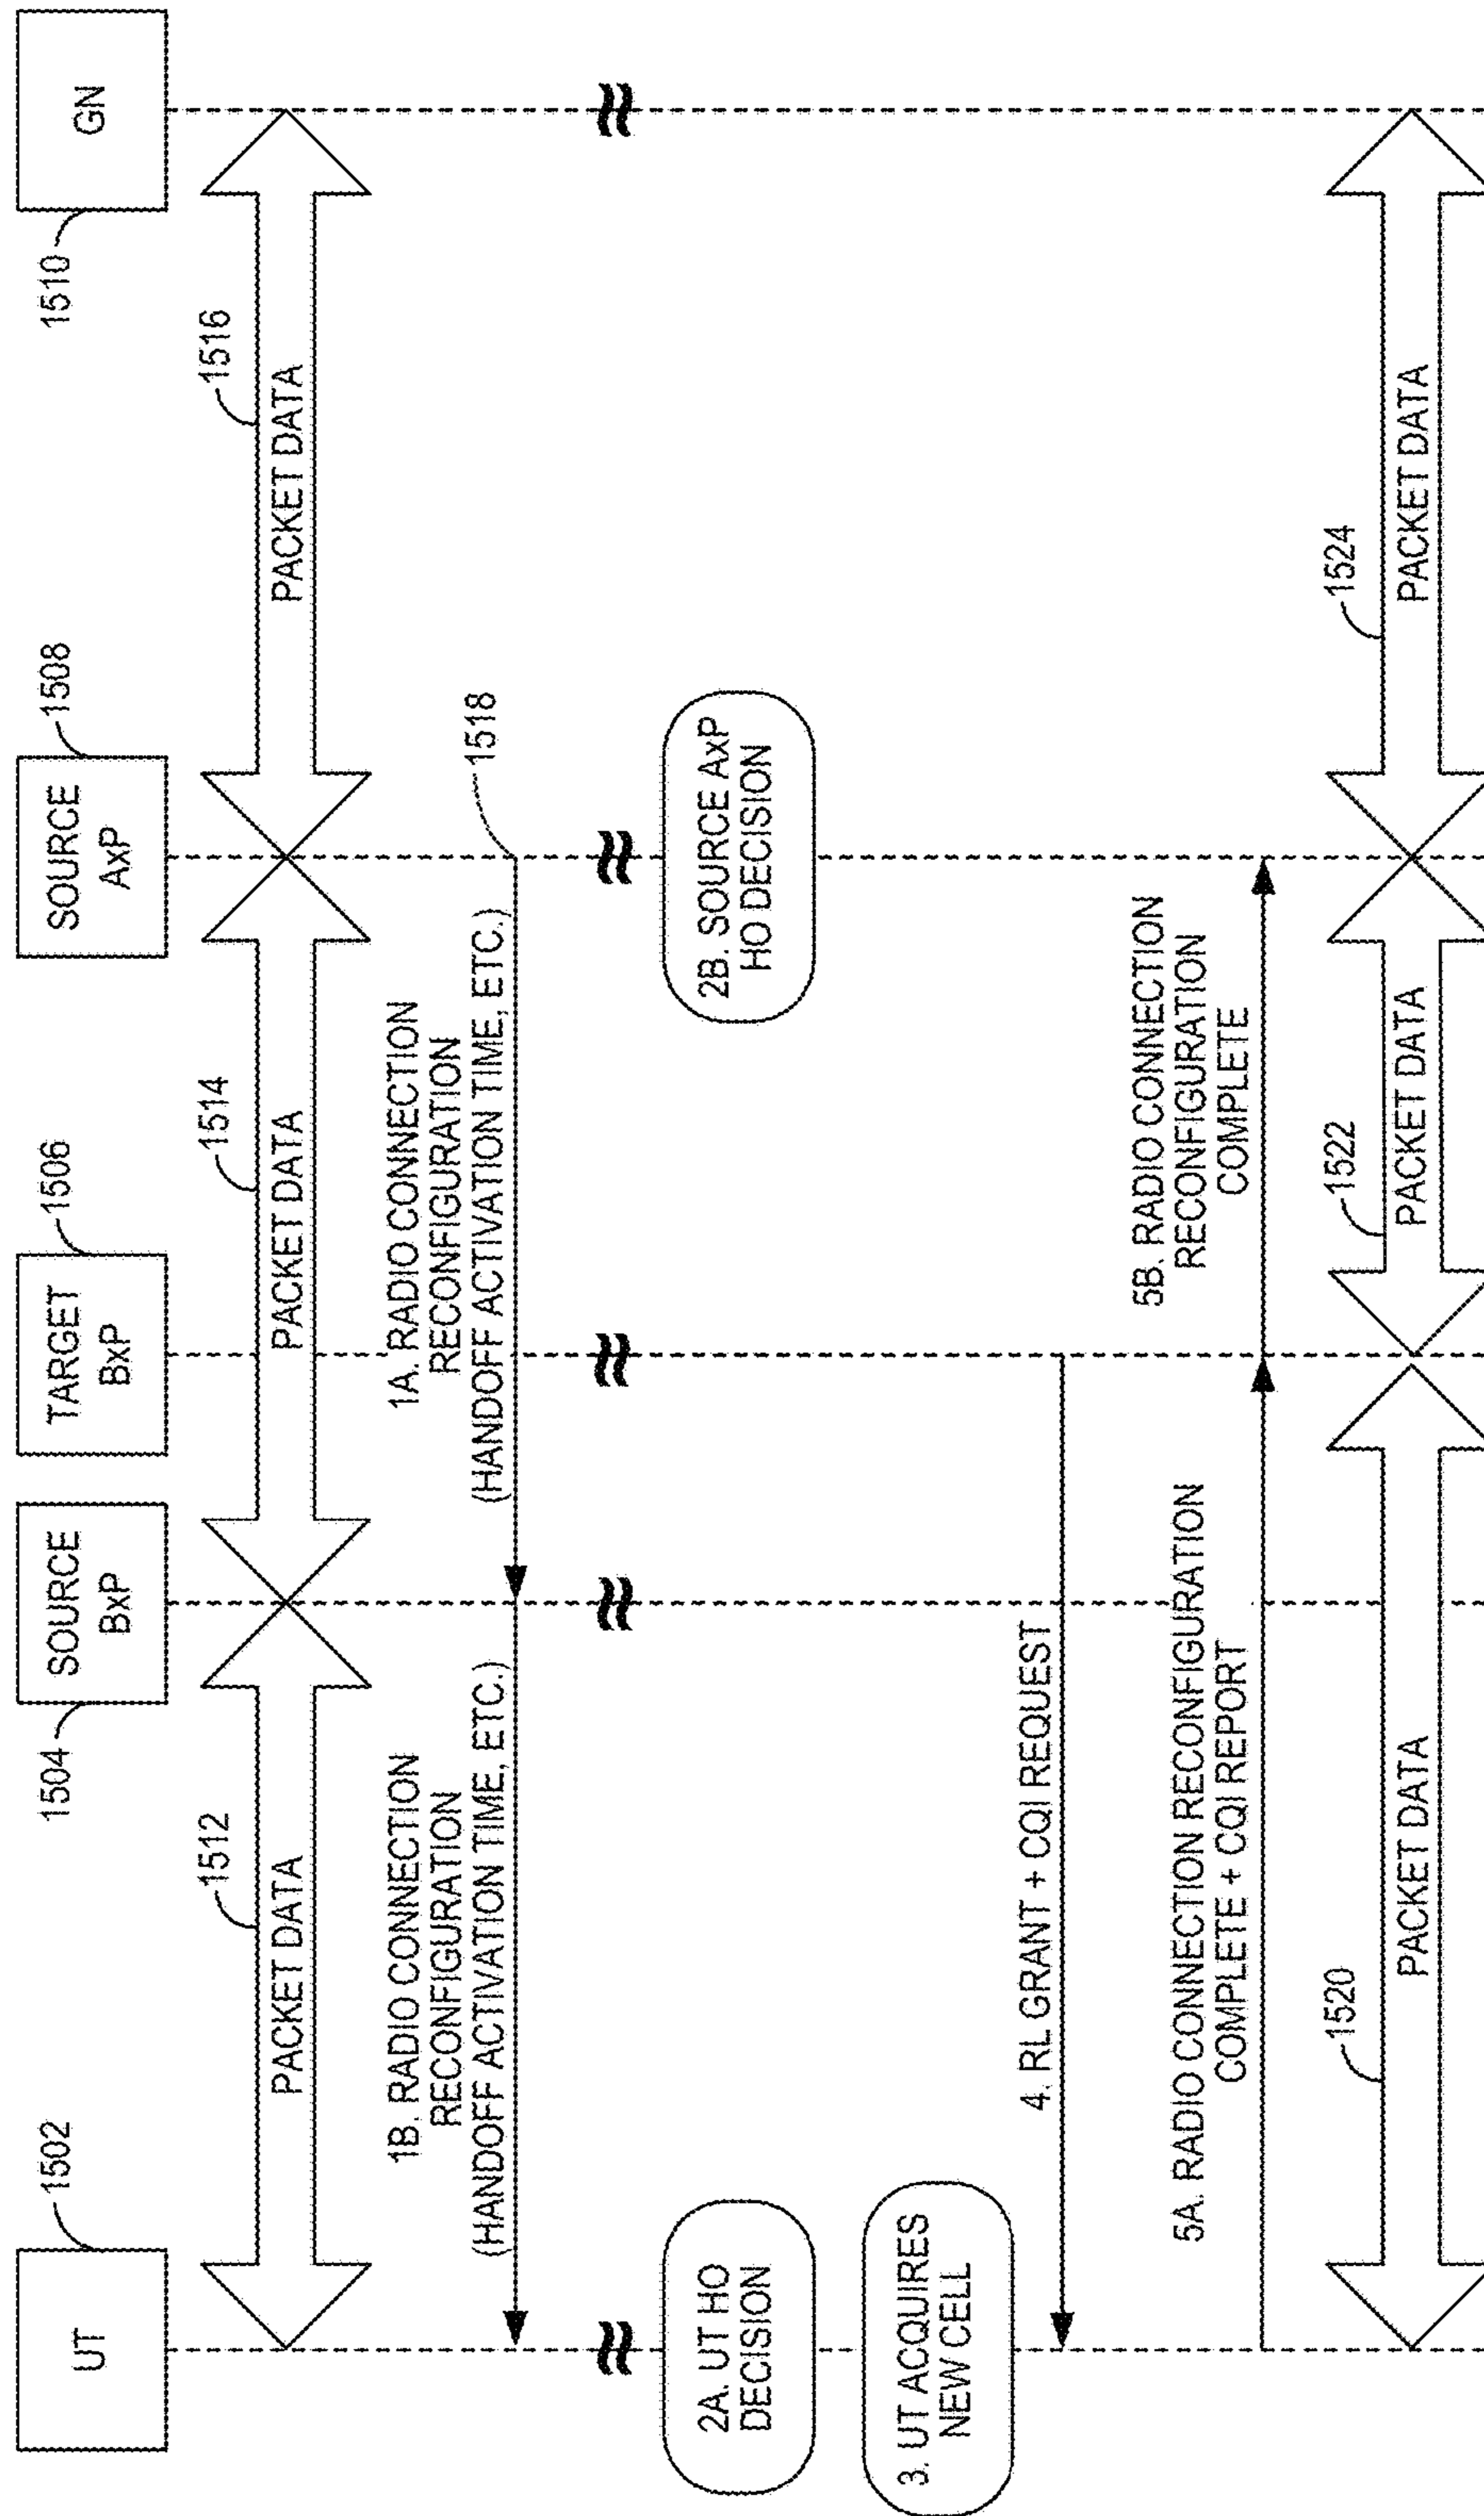 UT
1502
SOURCE
BxP
1504
TARGET
BxP
1506
SOURCE
AxP
1508
GN
1510
1512
PACKET DATA
1514
PACKET DATA
1516
PACKET DATA
1B. RADIO CONNECTION
RECONFIGURATION
(HANDOFF ACTIVATION TIME, ETC.)
1A. RADIO CONNECTION
RECONFIGURATION
(HANDOFF ACTIVATION TIME, ETC.)
1518
2A. UT HO
DECISION
2B. SOURCE AxP
HO DECISION
3. UT ACQUIRES
NEW CELL
4. RL GRANT + CQI REQUEST
5A. RADIO CONNECTION RECONFIGURATION
COMPLETE + CQI REPORT
5B. RADIO CONNECTION
RECONFIGURATION
COMPLETE
1520
PACKET DATA
1522
PACKET DATA
1524
PACKET DATA